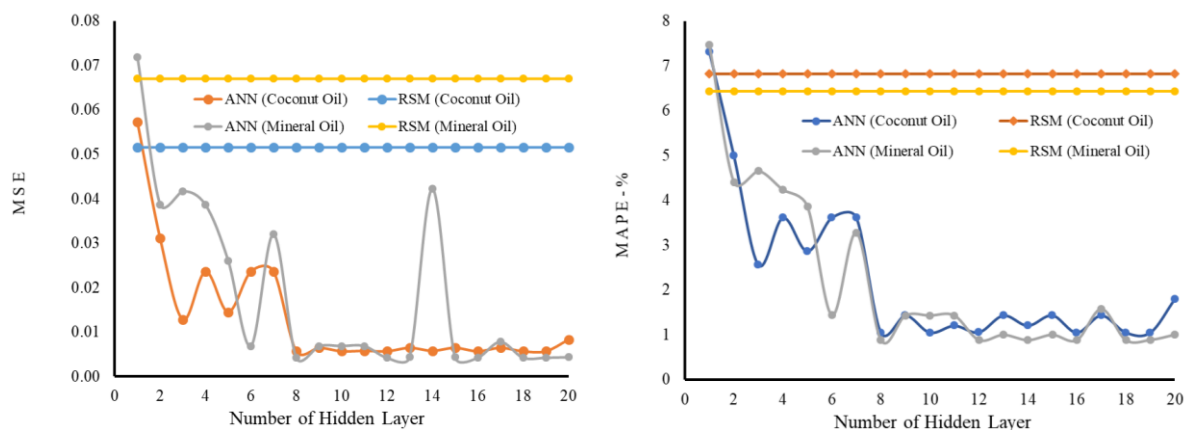 0.08
0.07
0.06
0.05
0.04
0.03
0.02
0.01
0.00
MSE
ANN (Coconut Oil) RSM (Coconut Oil)
ANN (Mineral Oil) RSM (Mineral Oil)
0 2 4 6 8 10 12 14 16 18 20
Number of Hidden Layer
8
7
6
5
4
3
2
1
0
MAPE-%
ANN (Coconut Oil) RSM (Coconut Oil)
ANN (Mineral Oil) RSM (Mineral Oil)
0 2 4 6 8 10 12 14 16 18 20
Number of Hidden Layer